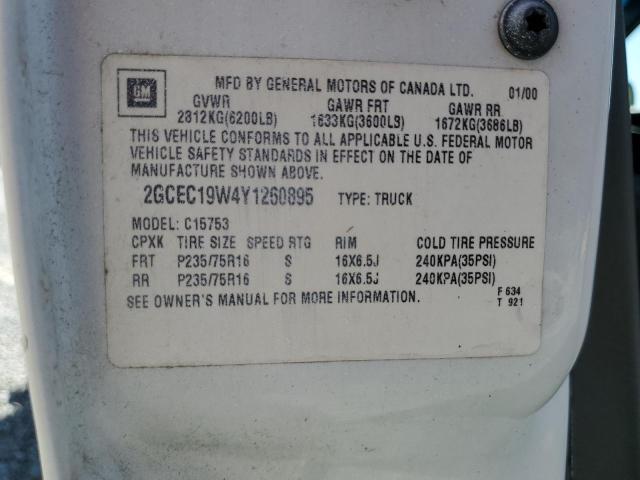 GM MFD BY GENERAL MOTORS OF CANADA LTD. 01/00
GVWR GAWR FRT GAWR RR
2812KG(6200LB) 1633KG(3600LB) 1672KG(3686LB)
THIS VEHICLE CONFORMS TO ALL APPLICABLE U.S. FEDERAL MOTOR
VEHICLE SAFETY STANDARDS IN EFFECT ON THE DATE OF
MANUFACTURE SHOWN ABOVE.
2GCEC19W4Y1260895 TYPE: TRUCK
MODEL: C15753
CPXK TIRE SIZE SPEED RTG RIM COLD TIRE PRESSURE
FRT P235/75R16 S 16X6.5J 240KPA(35PSI)
RR P235/75R16 S 16X6.5J 240KPA(35PSI)
SEE OWNER'S MANUAL FOR MORE INFORMATION. F 634
T 921